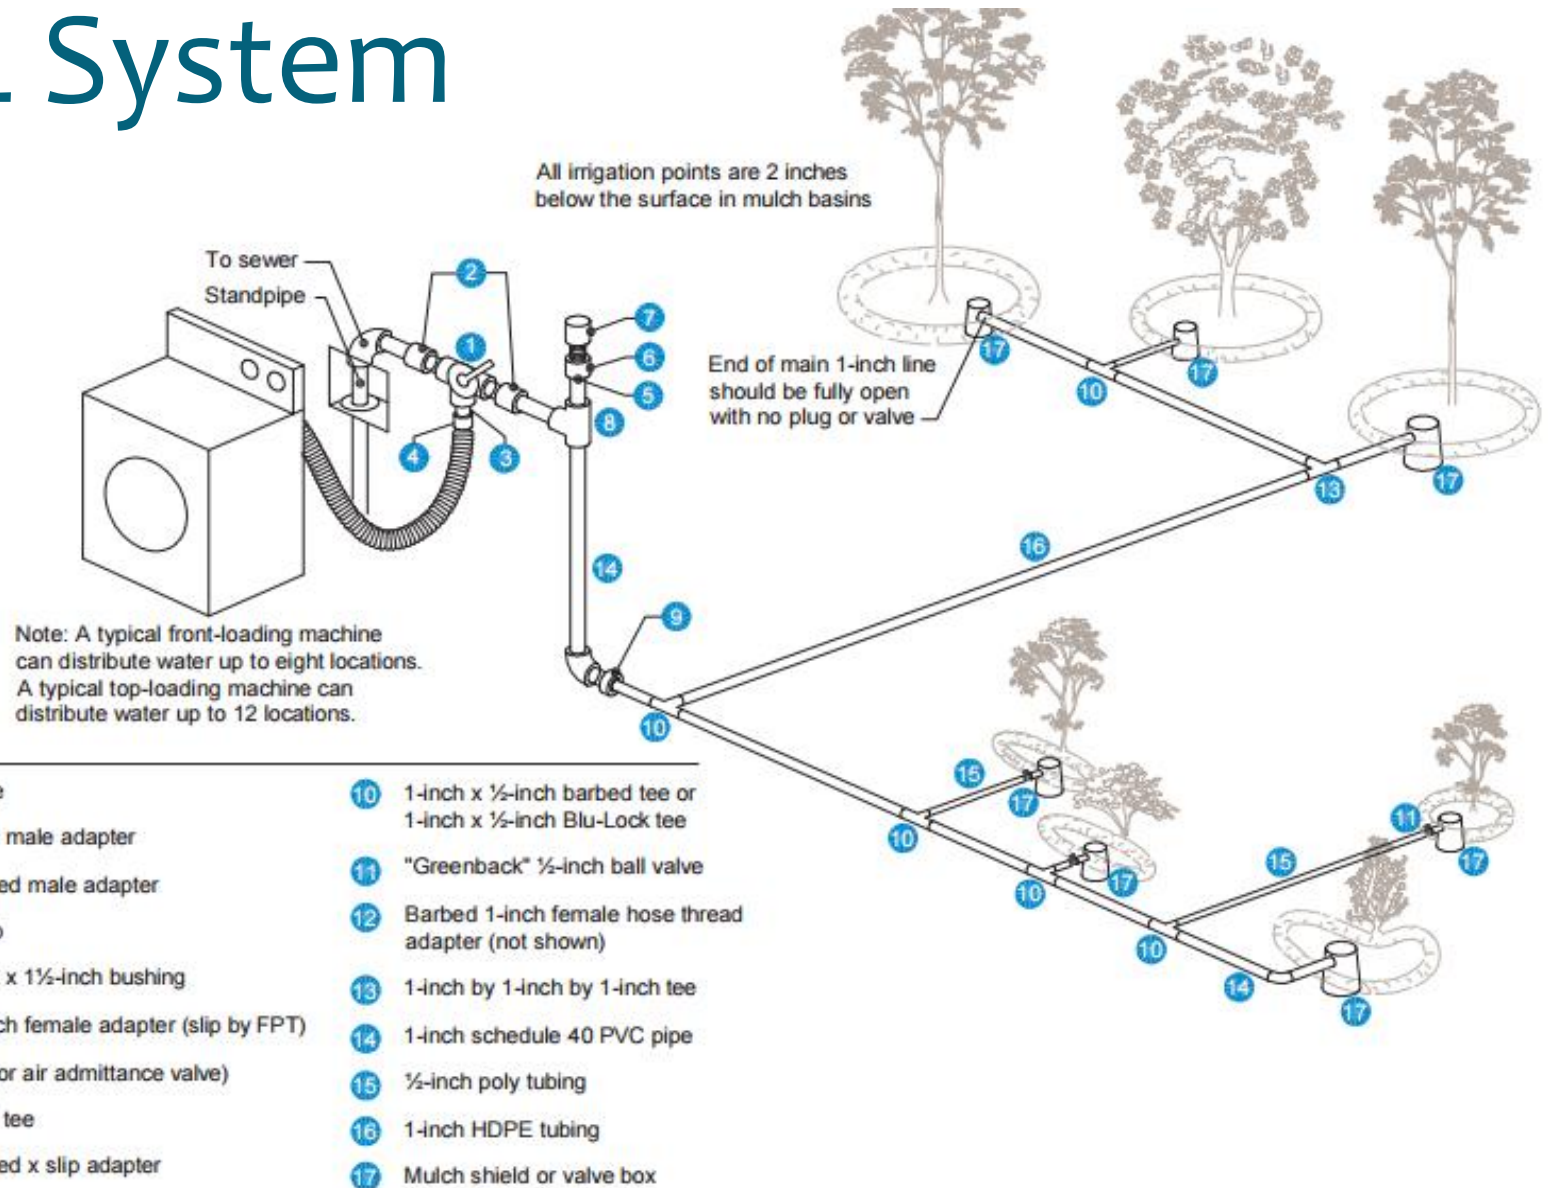 System
All irrigation points are 2 inches
below the surface in mulch basins
To sewer
Standpipe
2
1
7
6
5
8
4
3
14
9
End of main 1-inch line
should be fully open
with no plug or valve
17
10
17
13
17
16
Note: A typical front-loading machine
can distribute water up to eight locations.
A typical top-loading machine can
distribute water up to 12 locations.
10
15
17
10
17
10
11
15
17
10
14
17
male adapter
ed male adapter
x 1½-inch bushing
ch female adapter (slip by FPT)
or air admittance valve)
tee
ed x slip adapter
10 1-inch x ½-inch barbed tee or
1-inch x ½-inch Blu-Lock tee
11 "Greenback" ½-inch ball valve
12 Barbed 1-inch female hose thread
adapter (not shown)
13 1-inch by 1-inch by 1-inch tee
14 1-inch schedule 40 PVC pipe
15 ½-inch poly tubing
16 1-inch HDPE tubing
17 Mulch shield or valve box